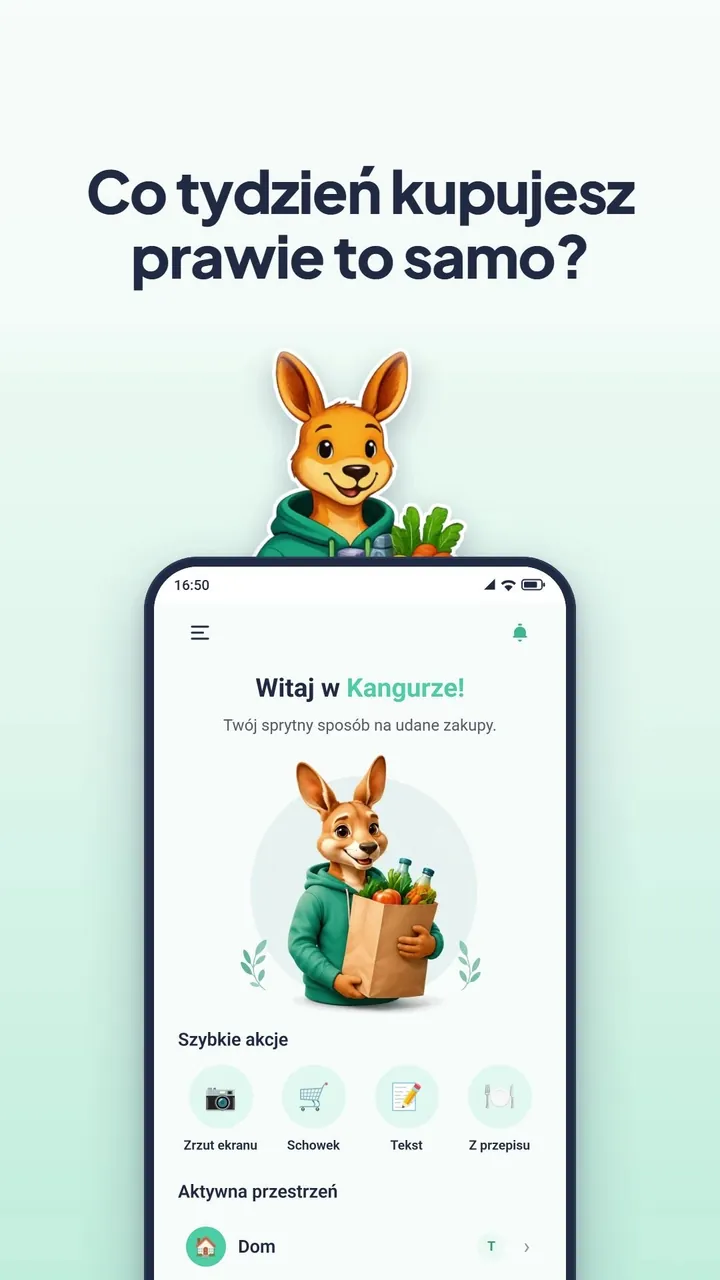 Co tydzień kupujesz
prawie to samo?
16:50
Witaj w Kangurze!
Twój sprytny sposób na udane zakupy.
Szybkie akcje
Zrzut ekranu
Schowek
Tekst
Z przepisu
Aktywna przestrzeń
Dom
T